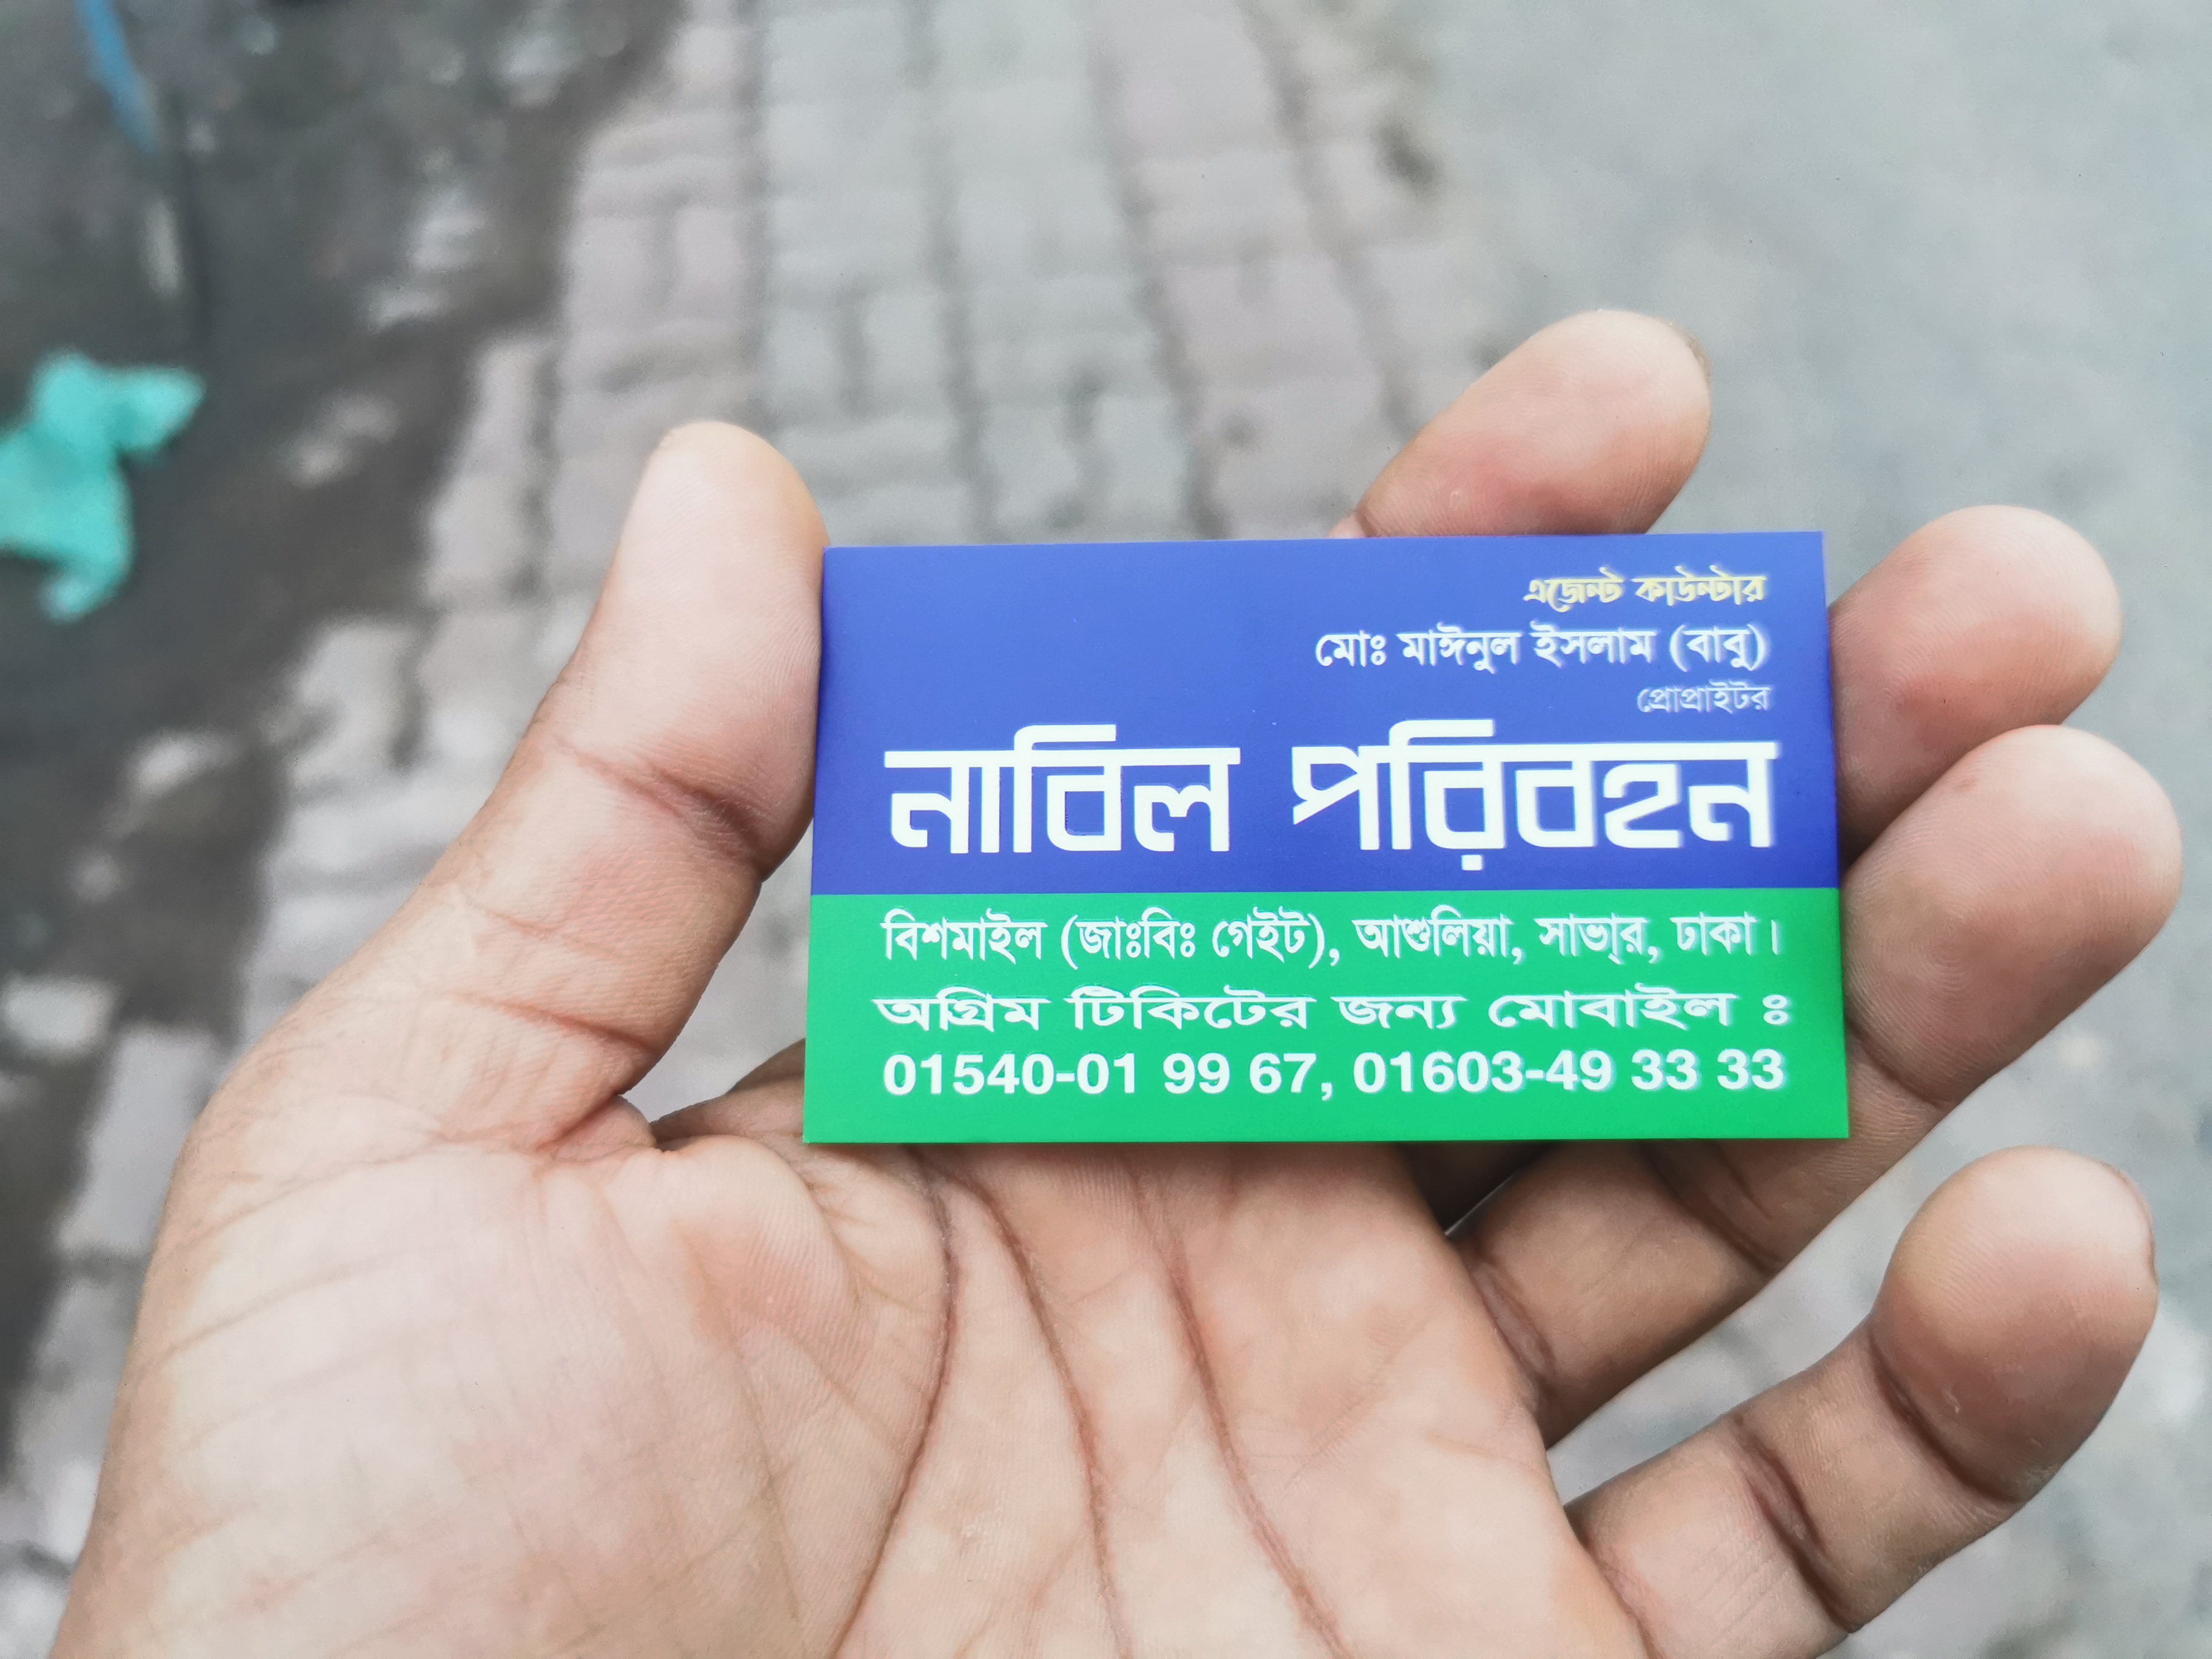 এজেন্ট কাউন্টার
মোঃ মাঈনুল ইসলাম (বাবু)
প্রোপ্রাইটর
নাবিল পরিবহন
বিশমাইল (জাঃবিঃ গেইট), আশুলিয়া, সাভা্র, ঢাকা।
অগ্রিম টিকিটের জন্য মোবাইল ঃ
01540-01 99 67, 01603-49 33 33